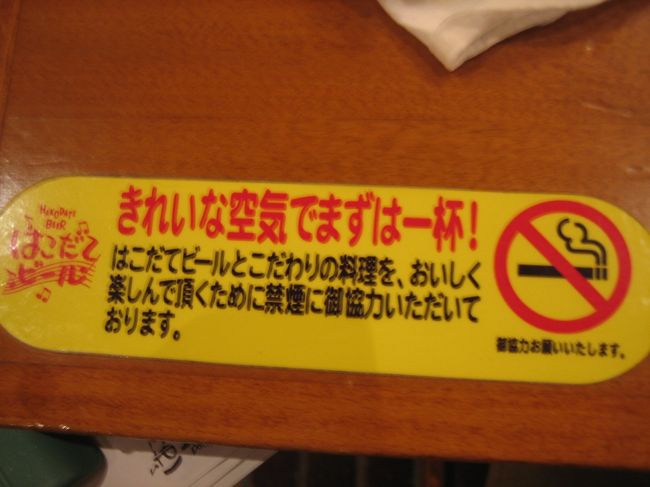 HAKODATE
BEER
はこだて
ビール
きれいな空気でまずは一杯!
はこだてビールとこだわりの料理を、おいしく
楽しんで頂くために禁煙に御協力いただいて
おります。
御協力お願いいたします。